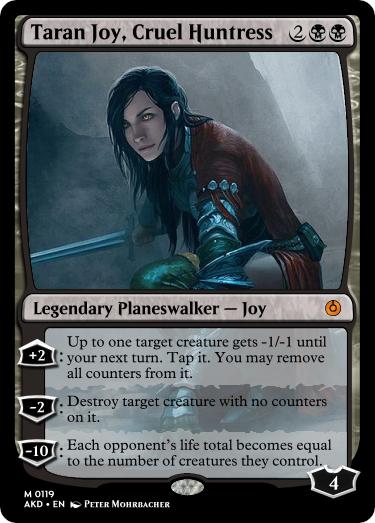 Taran Joy, Cruel Huntress 2
Legendary Planeswalker — Joy
+2: Up to one target creature gets -1/-1 until
your next turn. Tap it. You may remove
all counters from it.
-2: Destroy target creature with no counters
on it.
-10: Each opponent's life total becomes equal
to the number of creatures they control.
4
M 0119
AKD • EN Peter Mohrbacher